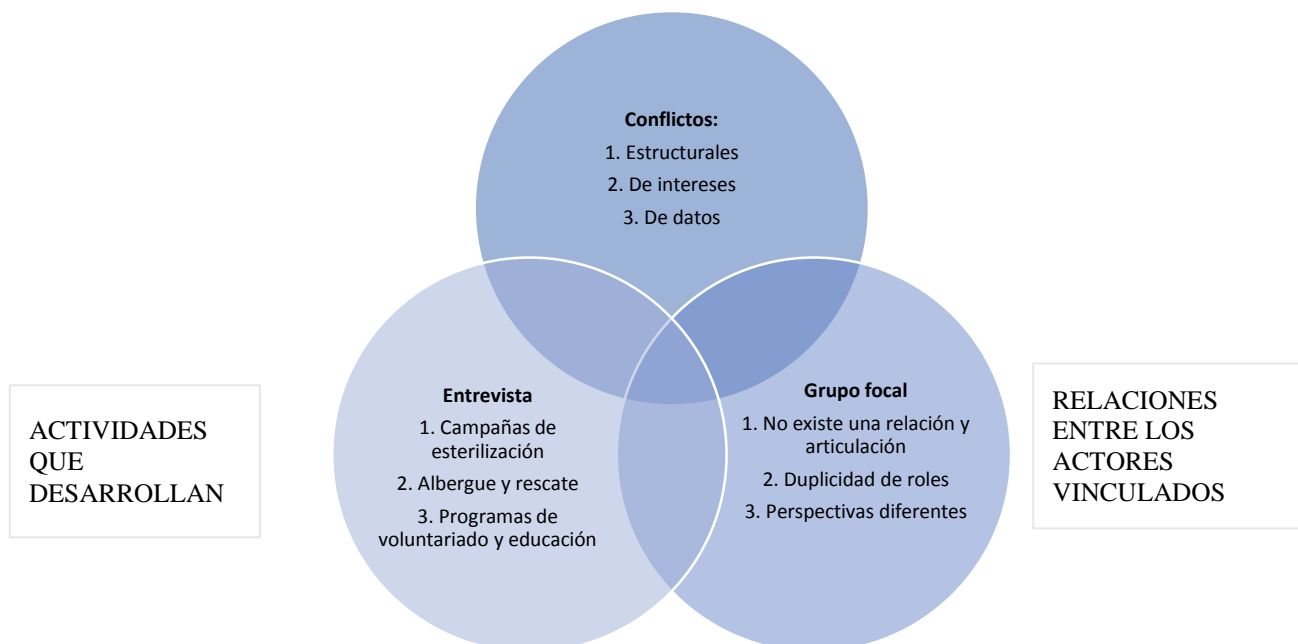 Conflictos:
1. Estructurales
2. De intereses
3. De datos
ACTIVIDADES
QUE
DESARROLLAN
Entrevista
1. Campañas de
esterilización
2. Albergue y rescate
3. Programas de
voluntariado y educación
Grupo focal
1. No existe una relación y
articulación
2. Duplicidad de roles
3. Perspectivas diferentes
RELACIONES
ENTRE LOS
ACTORES
VINCULADOS